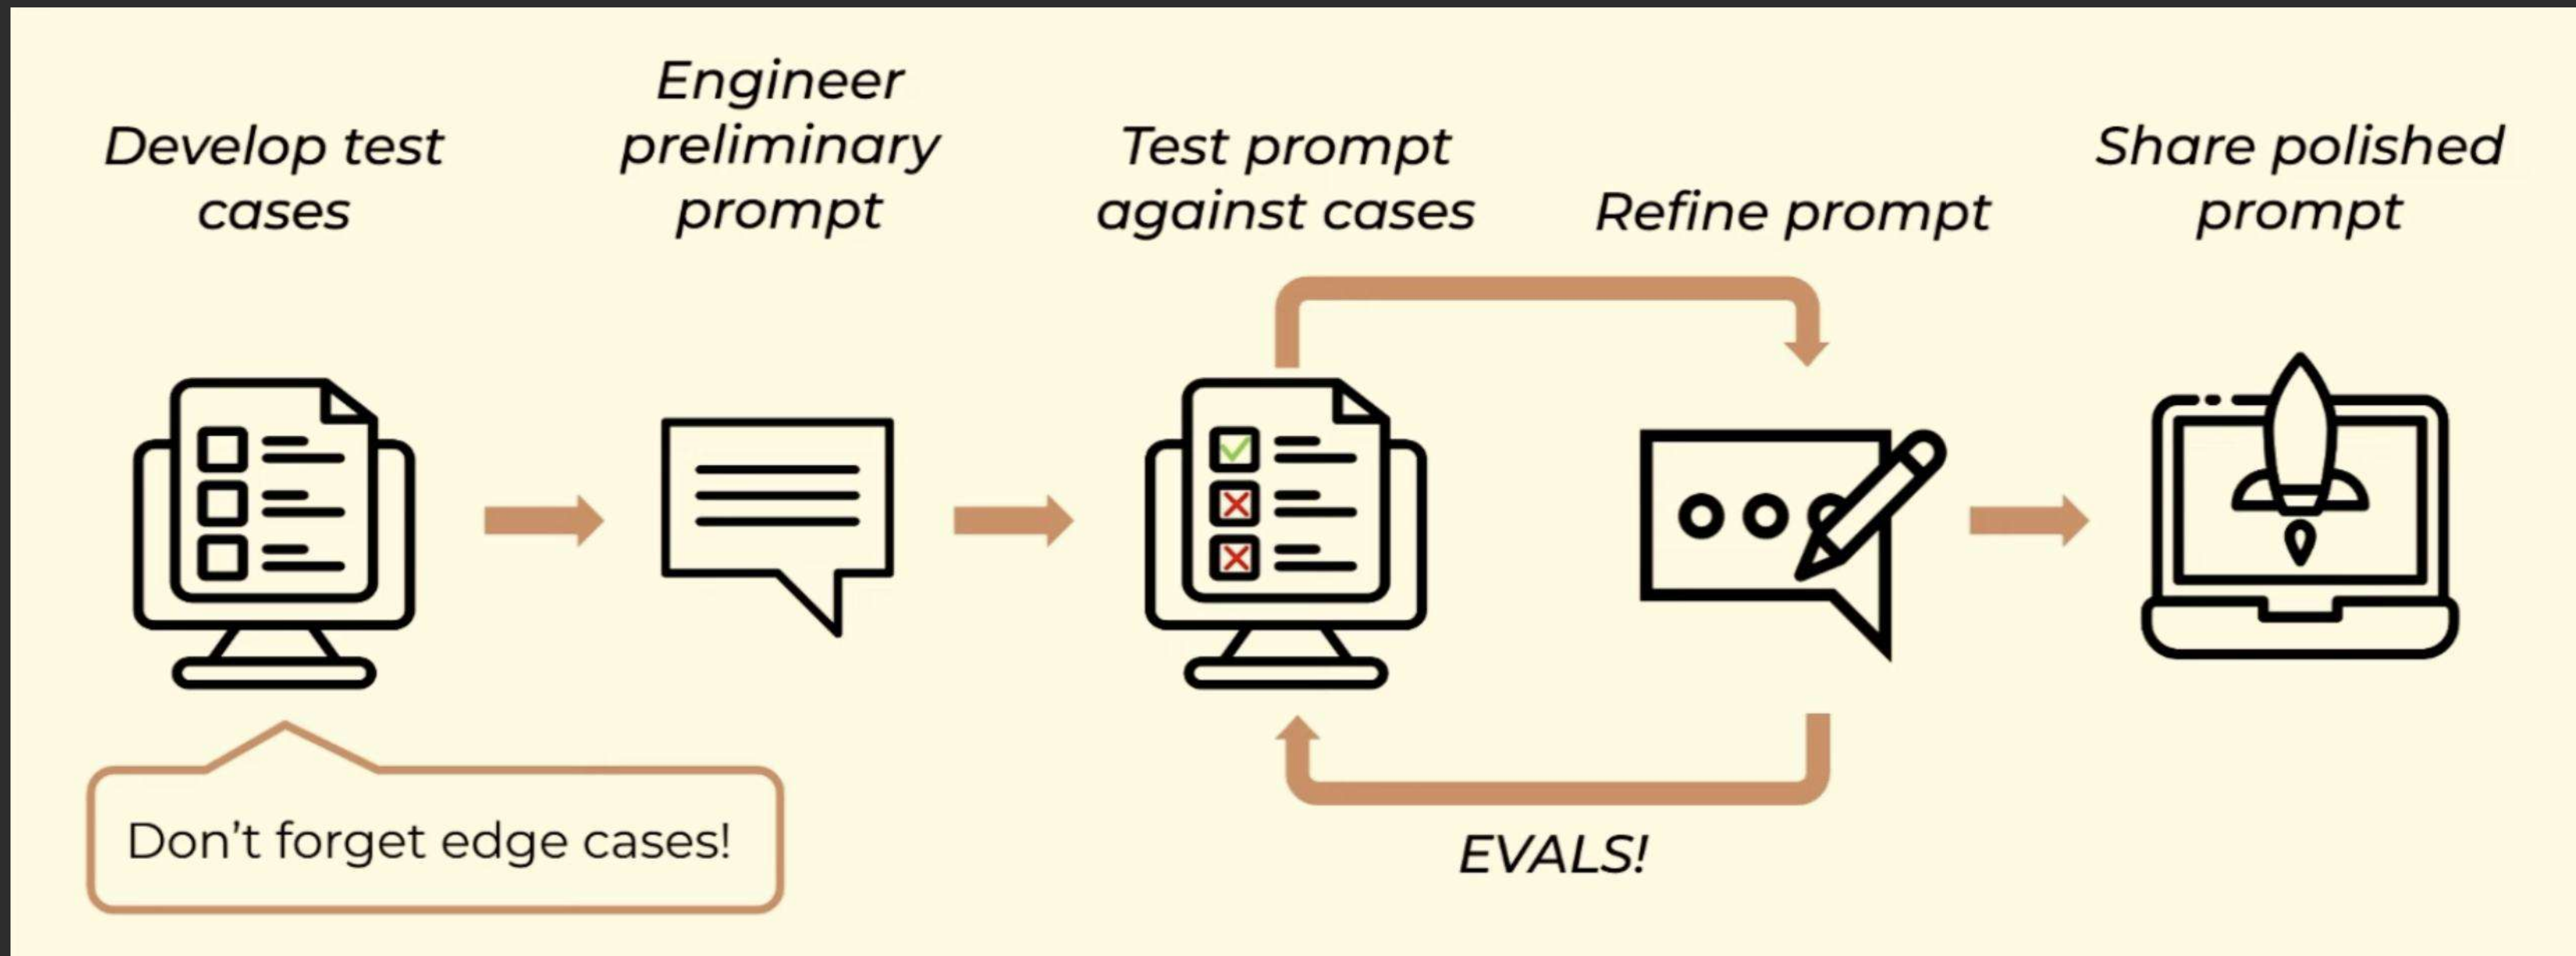 Develop test
cases
Engineer
preliminary
prompt
Test prompt
against cases
Refine prompt
Share polished
prompt
Don’t forget edge cases!
EVALS!